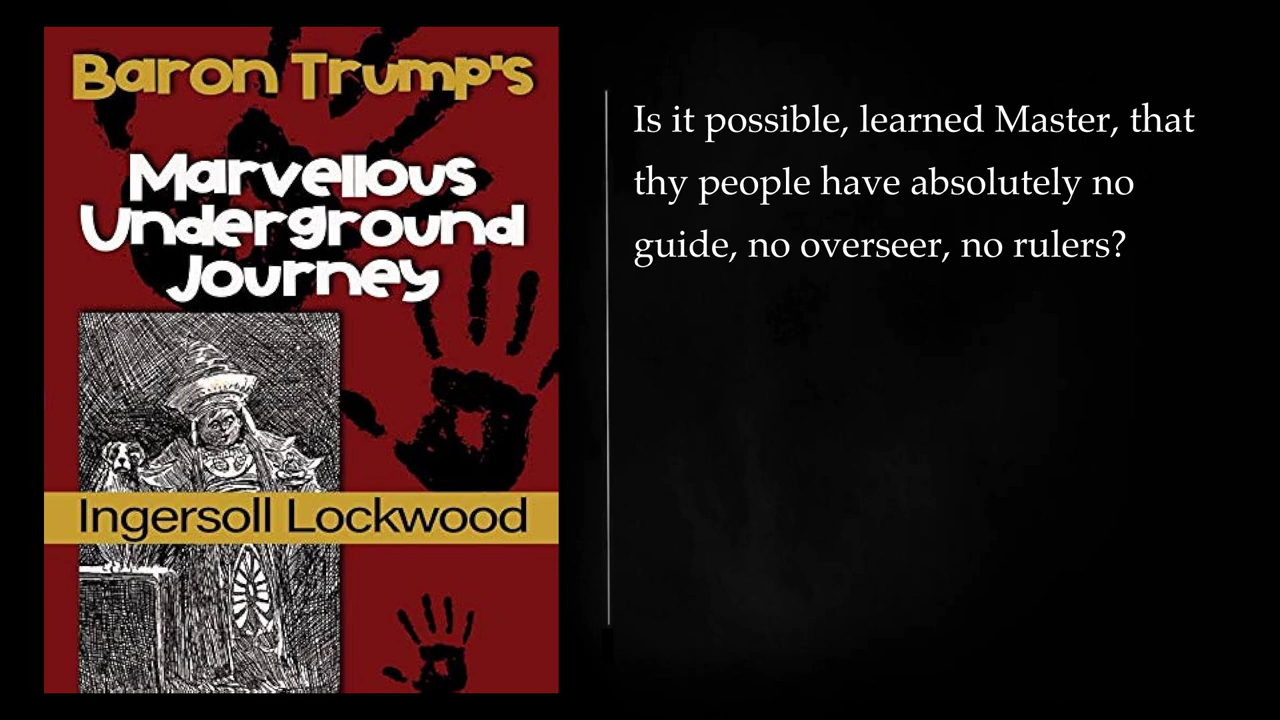 Baron Trump's
Marvellous
Underground
Journey
Ingersoll Lockwood
Is it possible, learned Master, that
thy people have absolutely no
guide, no overseer, no rulers?